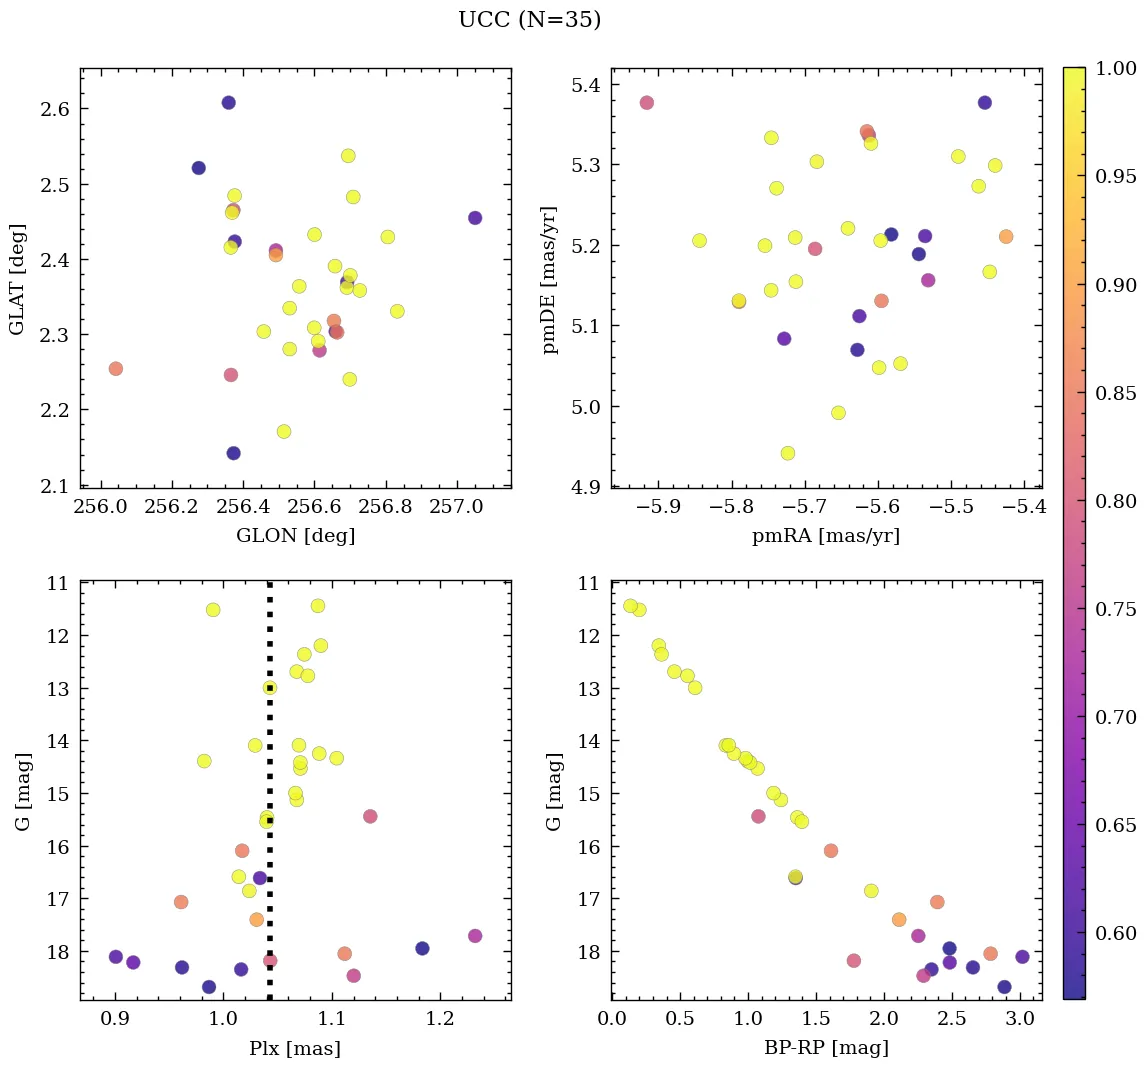 UCC (N=35)
2.6
2.5
2.4
2.3
2.2
2.1
GLAT [deg]
256.0 256.2 256.4 256.6 256.8 257.0
GLON [deg]
5.4
5.3
5.2
5.1
5.0
4.9
pmDE [mas/yr]
−5.9 −5.8 −5.7 −5.6 −5.5 −5.4
pmRA [mas/yr]
11
12
13
14
15
16
17
18
G [mag]
0.9 1.0 1.1 1.2
Plx [mas]
11
12
13
14
15
16
17
18
G [mag]
0.0 0.5 1.0 1.5 2.0 2.5 3.0
BP-RP [mag]
1.00
0.95
0.90
0.85
0.80
0.75
0.70
0.65
0.60